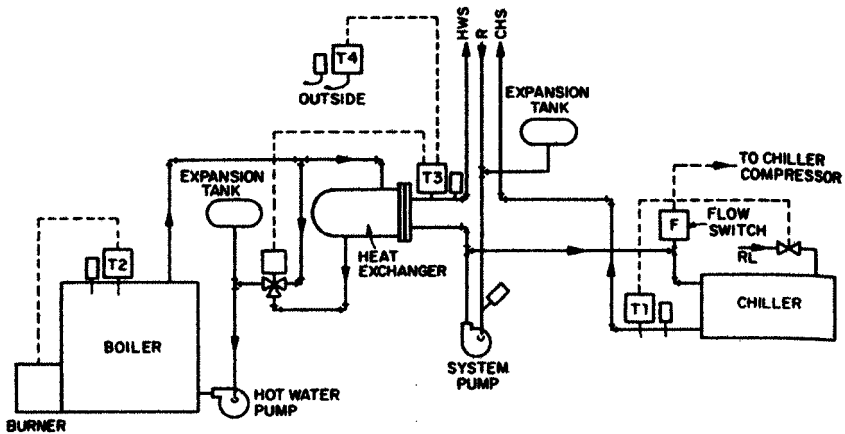 HWS
R
CHS
T4
OUTSIDE
EXPANSION
TANK
TO CHILLER
COMPRESSOR
T3
EXPANSION
TANK
F
FLOW
SWITCH
HEAT
EXCHANGER
RL
T2
T1
CHILLER
BOILER
SYSTEM
PUMP
HOT WATER
PUMP
BURNER